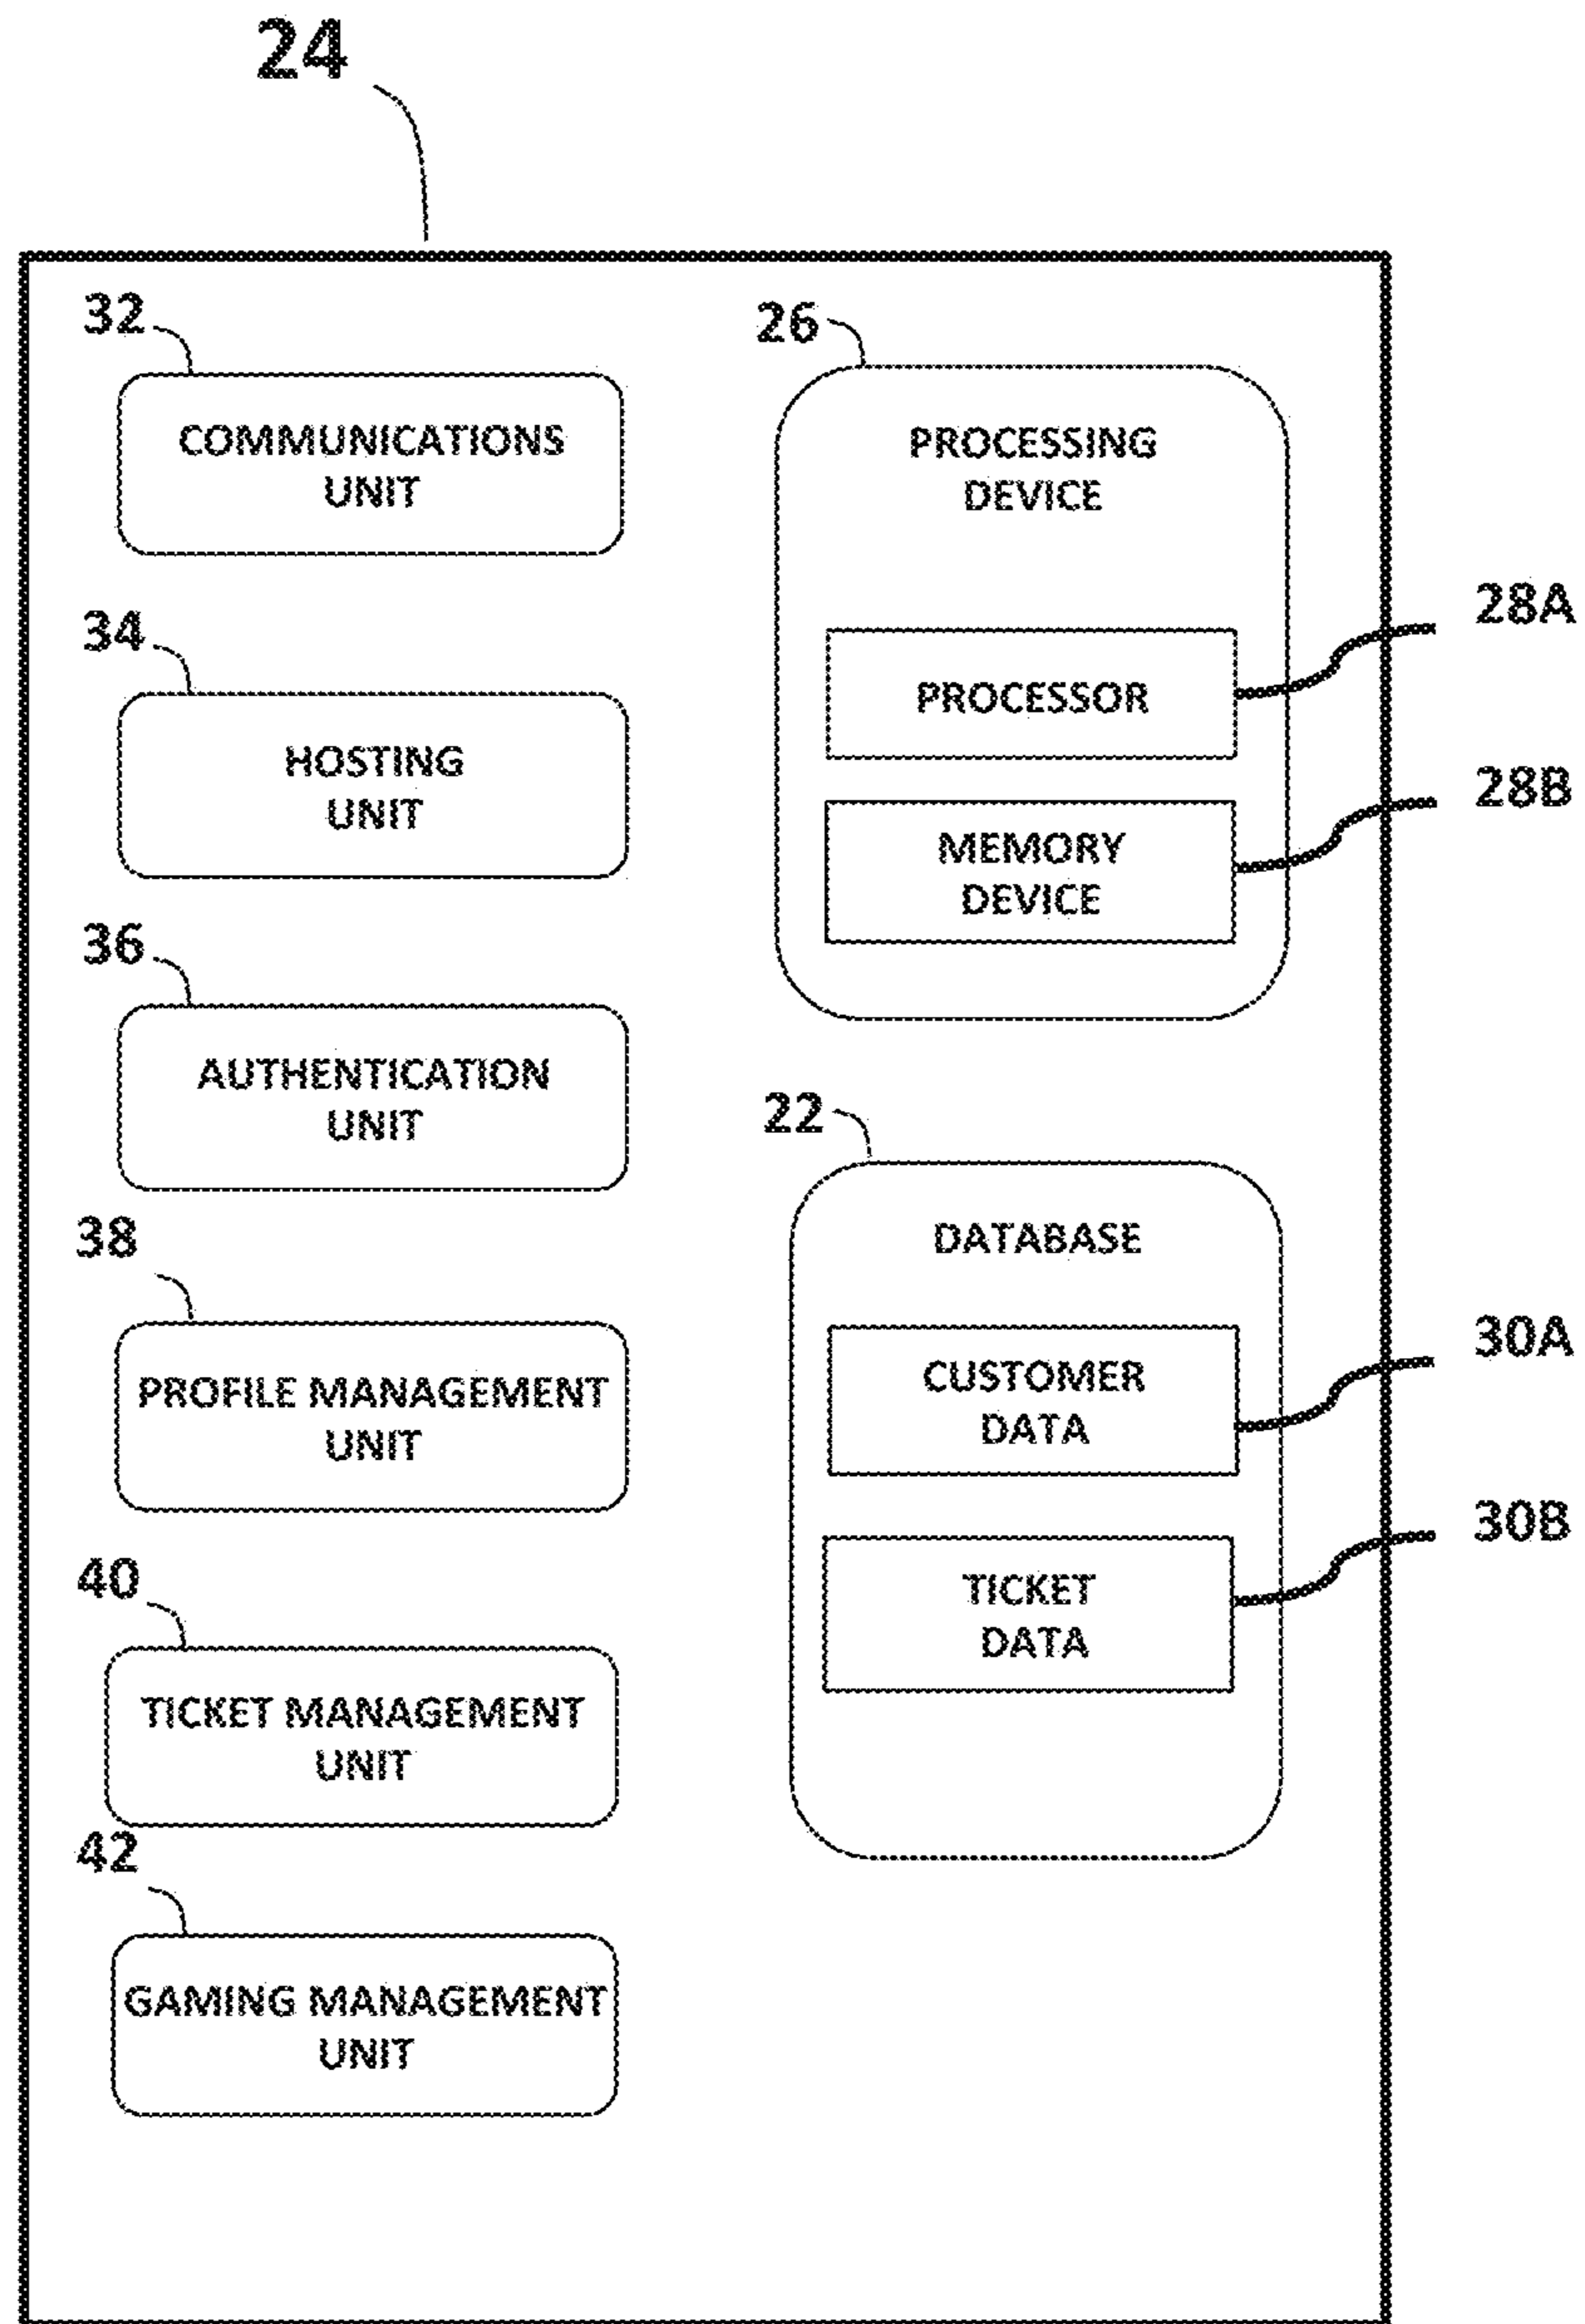 24
32
COMMUNICATIONS
UNIT
34
HOSTING
UNIT
36
AUTHENTICATION
UNIT
38
PROFILE MANAGEMENT
UNIT
40
TICKET MANAGEMENT
UNIT
42
GAMING MANAGEMENT
UNIT
26
PROCESSING
DEVICE
PROCESSOR
28A
MEMORY
DEVICE
28B
22
DATABASE
CUSTOMER
DATA
30A
TICKET
DATA
30B